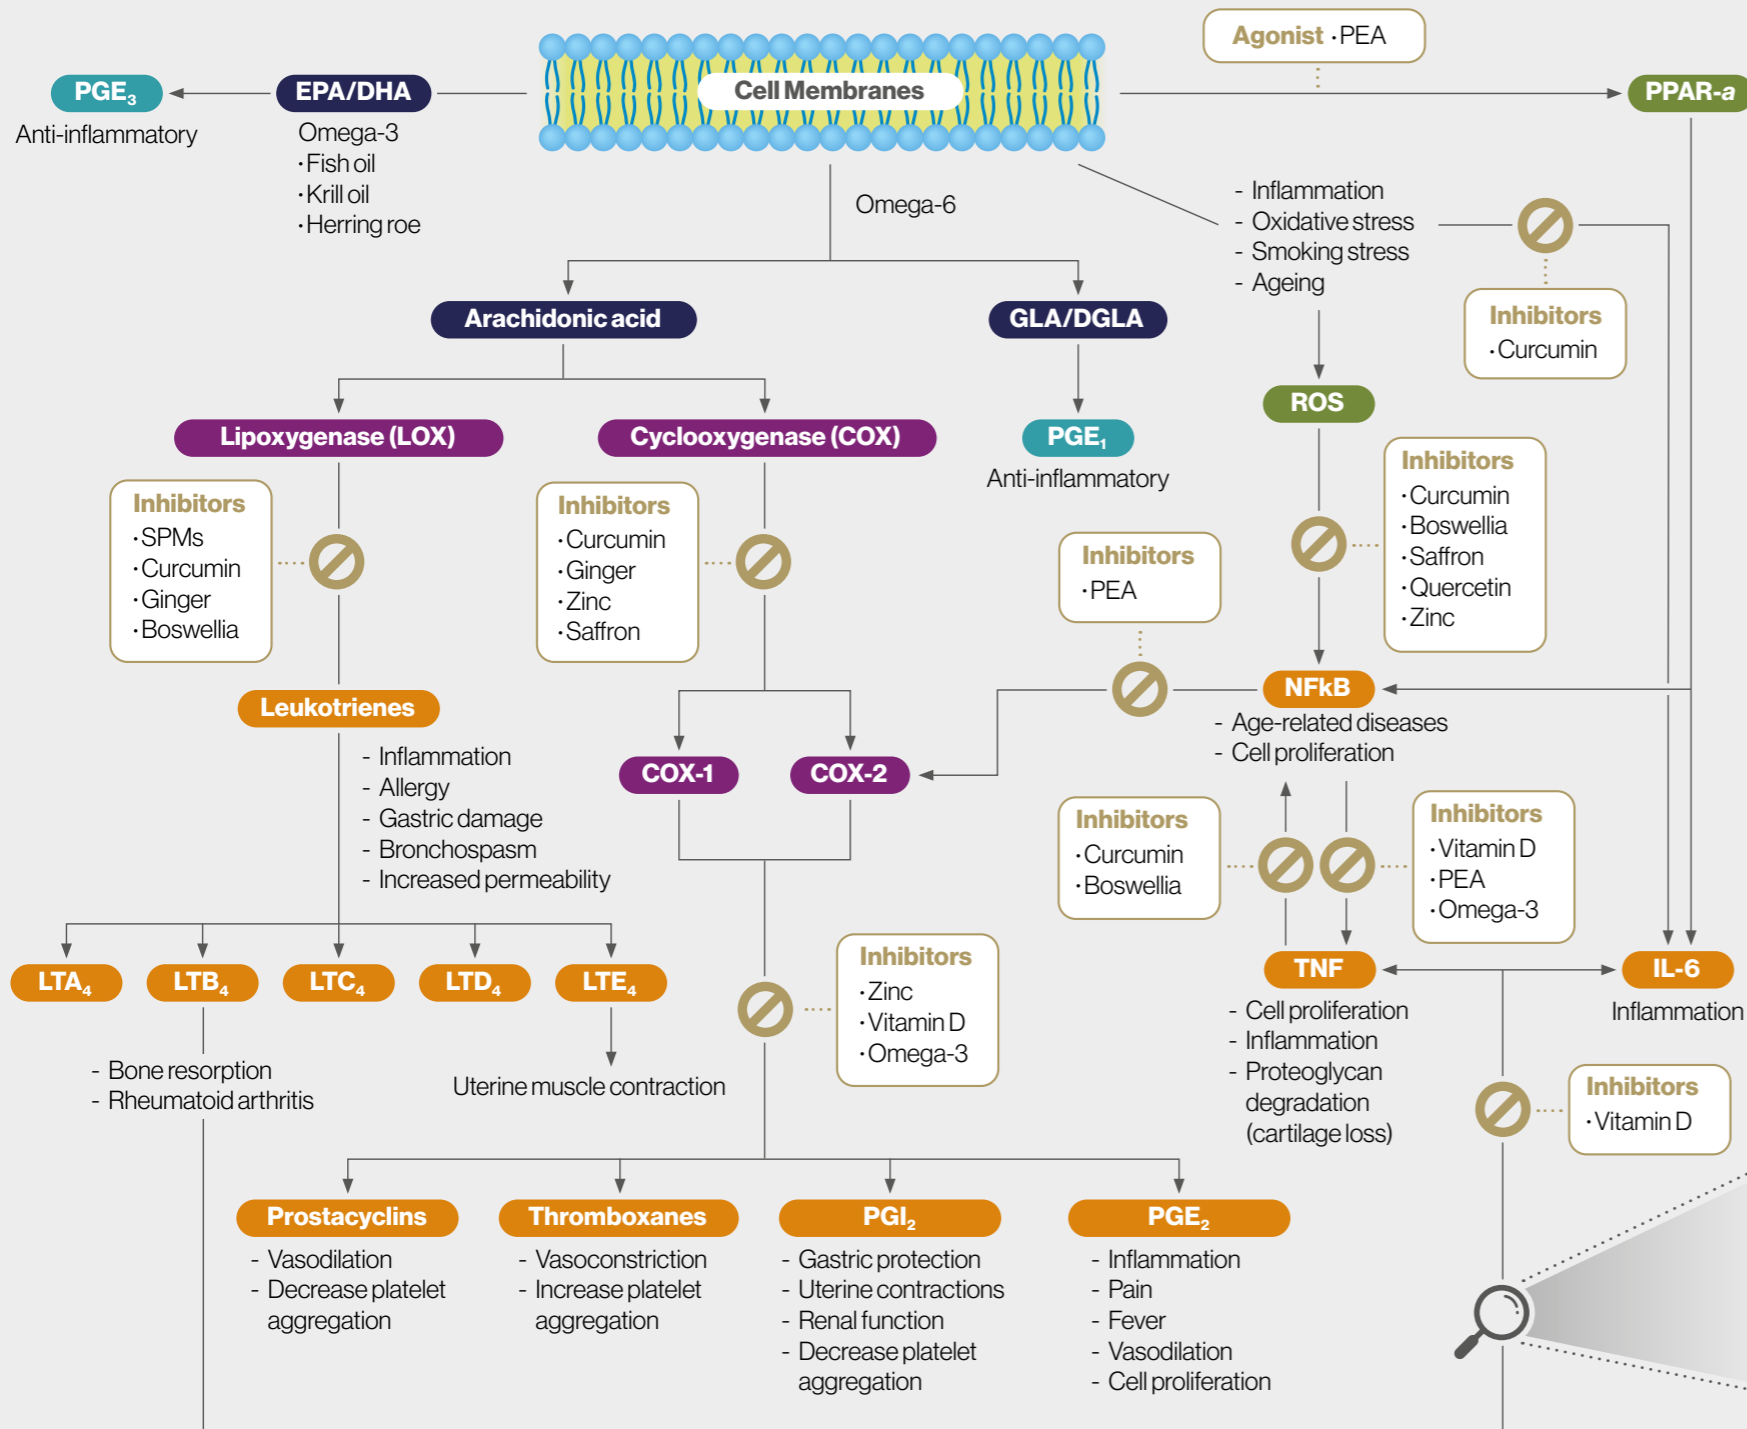 Agonist · PEA
PGE₃
EPA/DHA
Cell Membranes
PPAR-a
Anti-inflammatory
Omega-3
· Fish oil
· Krill oil
· Herring roe
Omega-6
- Inflammation
- Oxidative stress
- Smoking stress
- Ageing
Inhibitors
· Curcumin
Arachidonic acid
GLA/DGLA
ROS
Lipoxygenase (LOX)
Cyclooxygenase (COX)
PGE₁
Anti-inflammatory
Inhibitors
· SPMs
· Curcumin
· Ginger
· Boswellia
Inhibitors
· Curcumin
· Ginger
· Zinc
· Saffron
Inhibitors
· PEA
Inhibitors
· Curcumin
· Boswellia
· Saffron
· Quercetin
· Zinc
Leukotrienes
- Inflammation
- Allergy
- Gastric damage
- Bronchospasm
- Increased permeability
COX-1
COX-2
NFkB
- Age-related diseases
- Cell proliferation
Inhibitors
· Curcumin
· Boswellia
Inhibitors
· Vitamin D
· PEA
· Omega-3
LTA₄
LTB₄
LTC₄
LTD₄
LTE₄
Inhibitors
· Zinc
· Vitamin D
· Omega-3
TNF
- Cell proliferation
- Inflammation
- Proteoglycan
degradation
(cartilage loss)
IL-6
Inflammation
- Bone resorption
- Rheumatoid arthritis
Uterine muscle contraction
Inhibitors
· Vitamin D
Prostacyclins
- Vasodilation
- Decrease platelet
aggregation
Thromboxanes
- Vasoconstriction
- Increase platelet
aggregation
PGI₂
- Gastric protection
- Uterine contractions
- Renal function
- Decrease platelet
aggregation
PGE₂
- Inflammation
- Pain
- Fever
- Vasodilation
- Cell proliferation